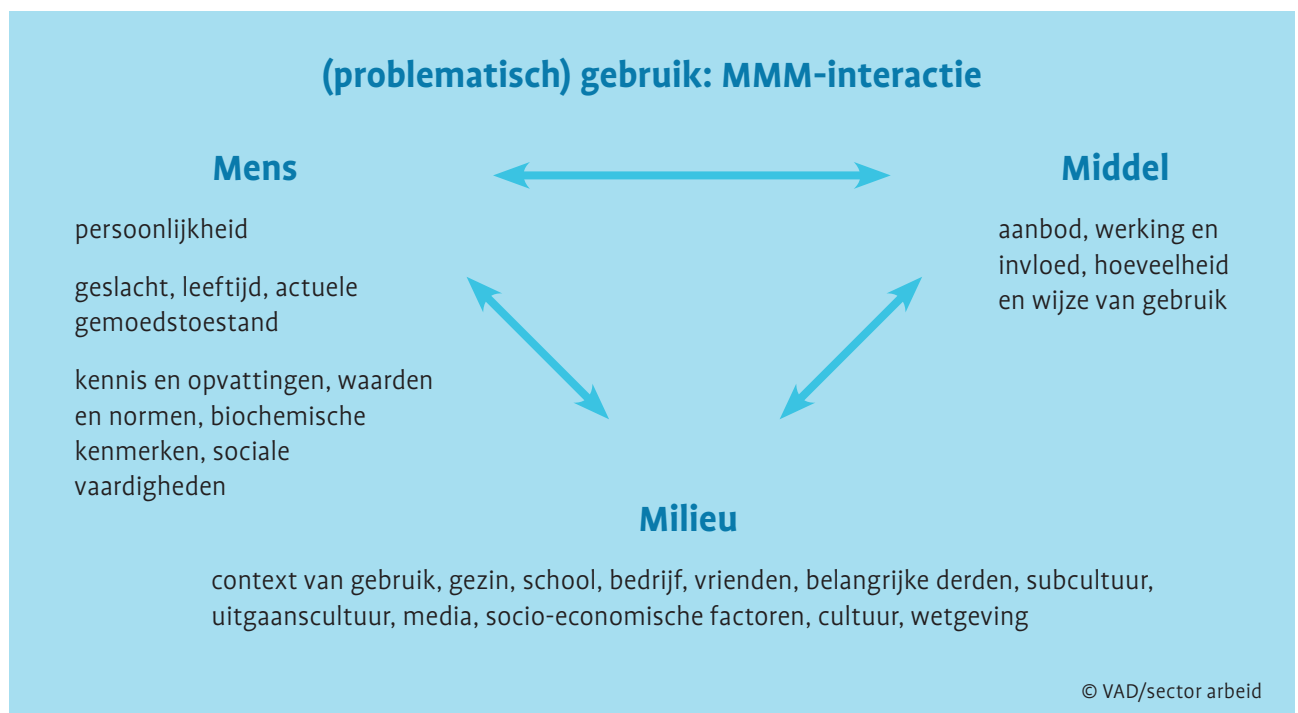 (problematisch) gebruik: MMM-interactie
Mens
persoonlijkheid
geslacht, leeftijd, actuele
gemoedstoestand
kennis en opvattingen, waarden
en normen, biochemische
kenmerken, sociale
vaardigheden
Middel
aanbod, werking en
invloed, hoeveelheid
en wijze van gebruik
Milieu
context van gebruik, gezin, school, bedrijf, vrienden, belangrijke derden, subcultuur,
uitgaanscultuur, media, socio-economische factoren, cultuur, wetgeving
© VAD/sector arbeid